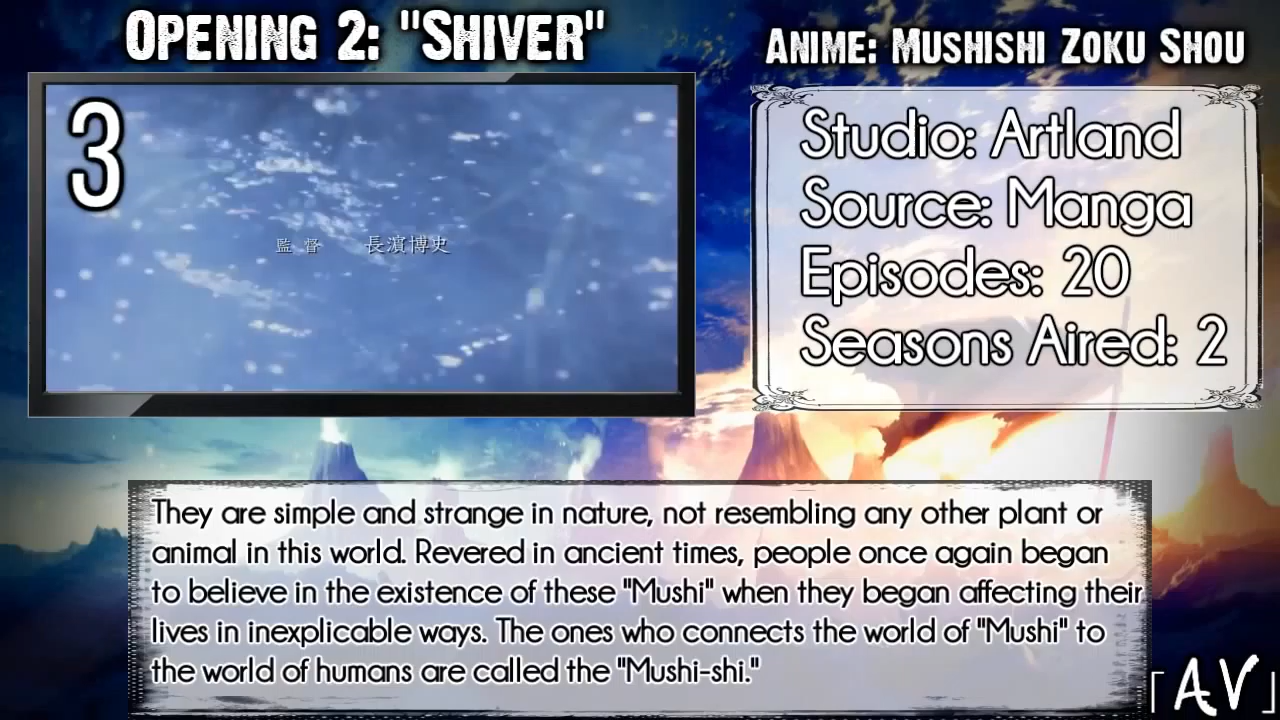 OPENING 2: "SHIVER"
ANIME: MUSHISHI ZOKU SHOU
3
監督 長濵博史
Studio: Artland
Source: Manga
Episodes: 20
Seasons Aired: 2
They are simple and strange in nature, not resembling any other plant or
animal in this world. Revered in ancient times, people once again began
to believe in the existence of these "Mushi" when they began affecting their
lives in inexplicable ways. The ones who connects the world of "Mushi" to
the world of humans are called the "Mushi-shi."
「AV」